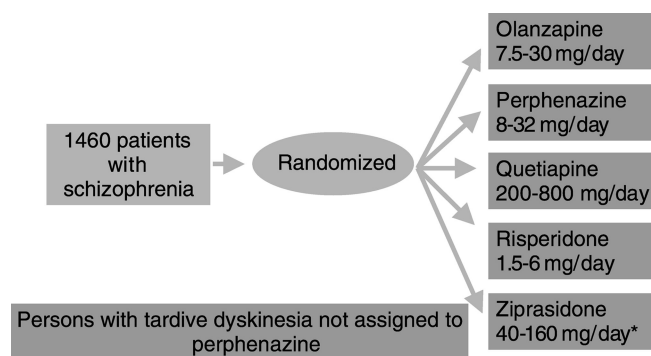 1460 patients
with
schizophrenia
Randomized
Olanzapine
7.5-30 mg/day
Perphenazine
8-32 mg/day
Quetiapine
200-800 mg/day
Risperidone
1.5-6 mg/day
Ziprasidone
40-160 mg/day*
Persons with tardive dyskinesia not assigned to
perphenazine